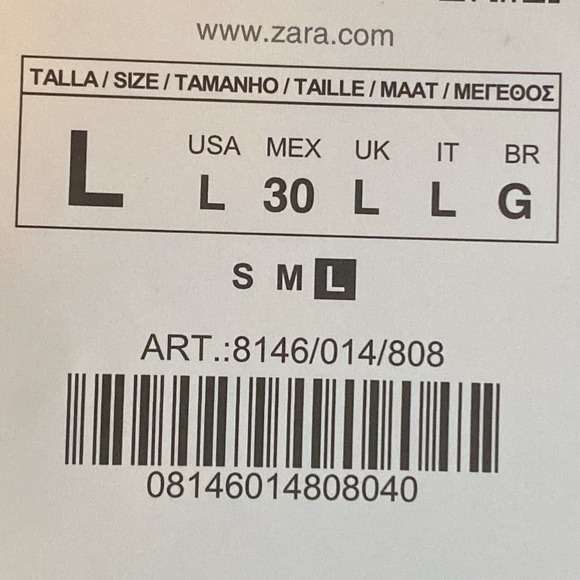 www.zara.com
TALLA / SIZE / TAMANHO / TAILLE / MAAT / ΜΕΓΕΘΟΣ
USA MEX UK IT BR
L L 30 L L G
S M L
ART.:8146/014/808
08146014808040